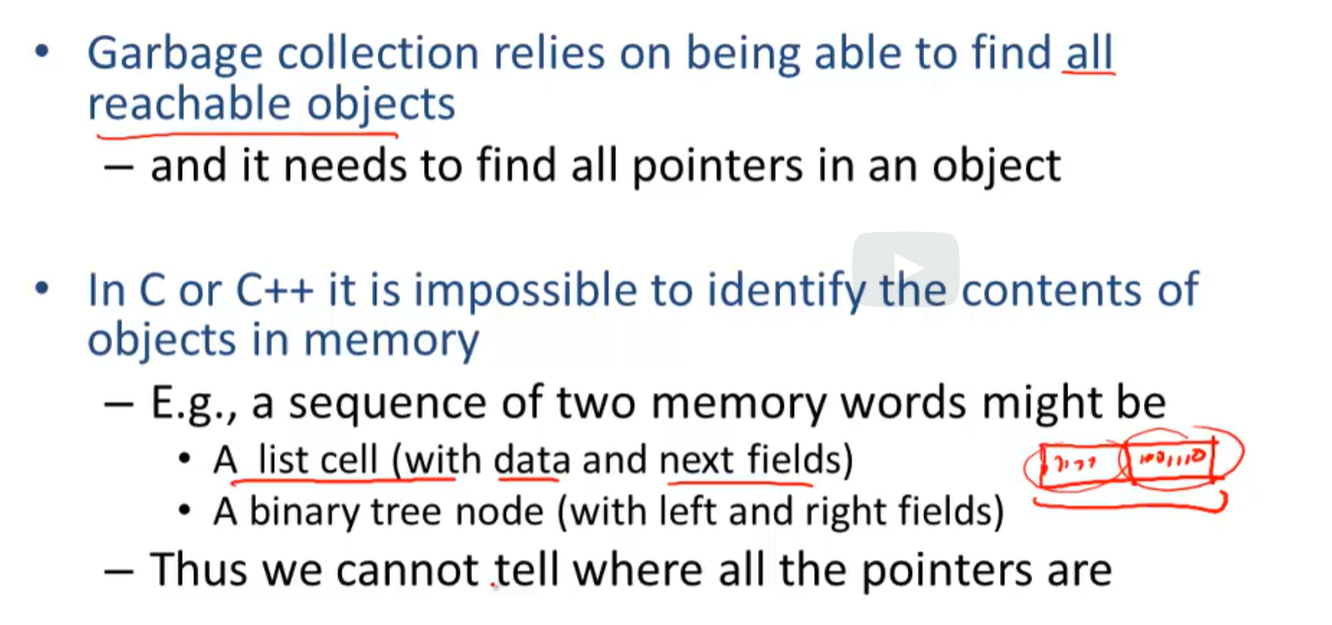 • Garbage collection relies on being able to find all
reachable objects
– and it needs to find all pointers in an object
• In C or C++ it is impossible to identify the contents of
objects in memory
– E.g., a sequence of two memory words might be
• A list cell (with data and next fields)
• A binary tree node (with left and right fields)
– Thus we cannot tell where all the pointers are